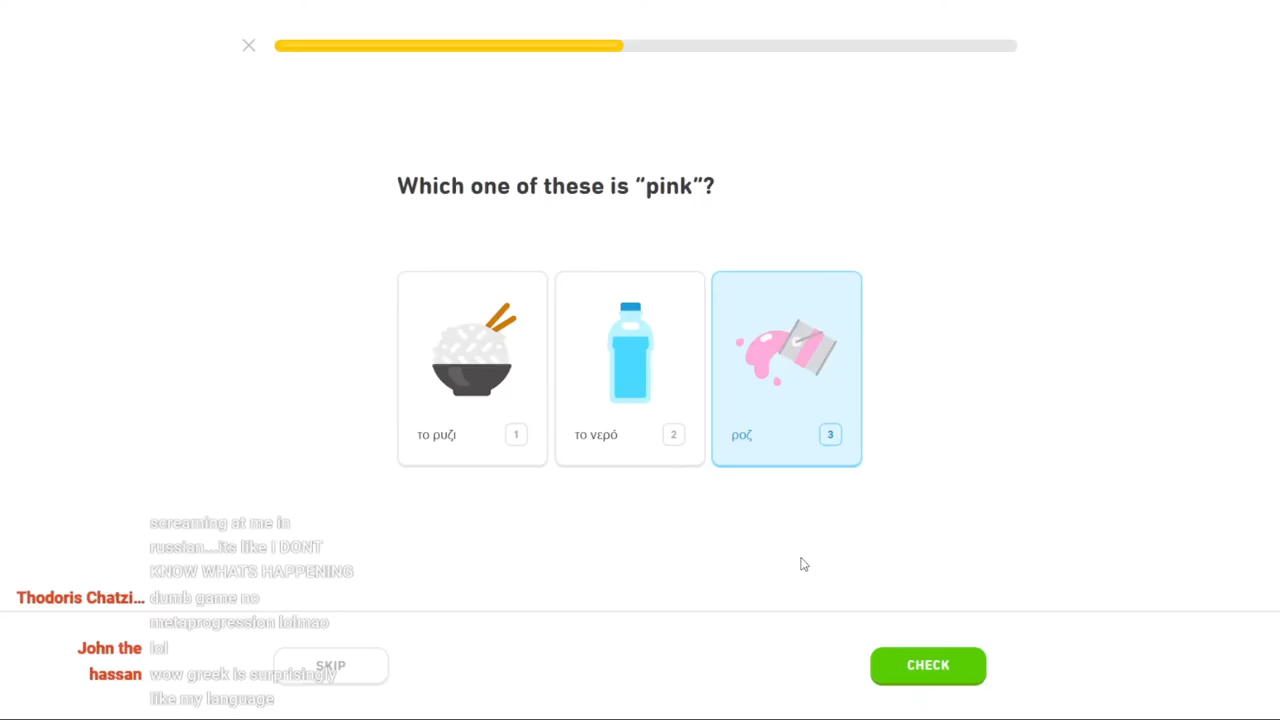 Which one of these is “pink”?
το ρυζι 1
το νερό 2
ροζ 3
screaming at me in
russian....its like I DONT
KNOW WHATS HAPPENING
Thodoris Chatzi... dumb game no
metaprogression lolmao
John the lol
hassan wow greek is surprisingly
like my language
SKIP
CHECK